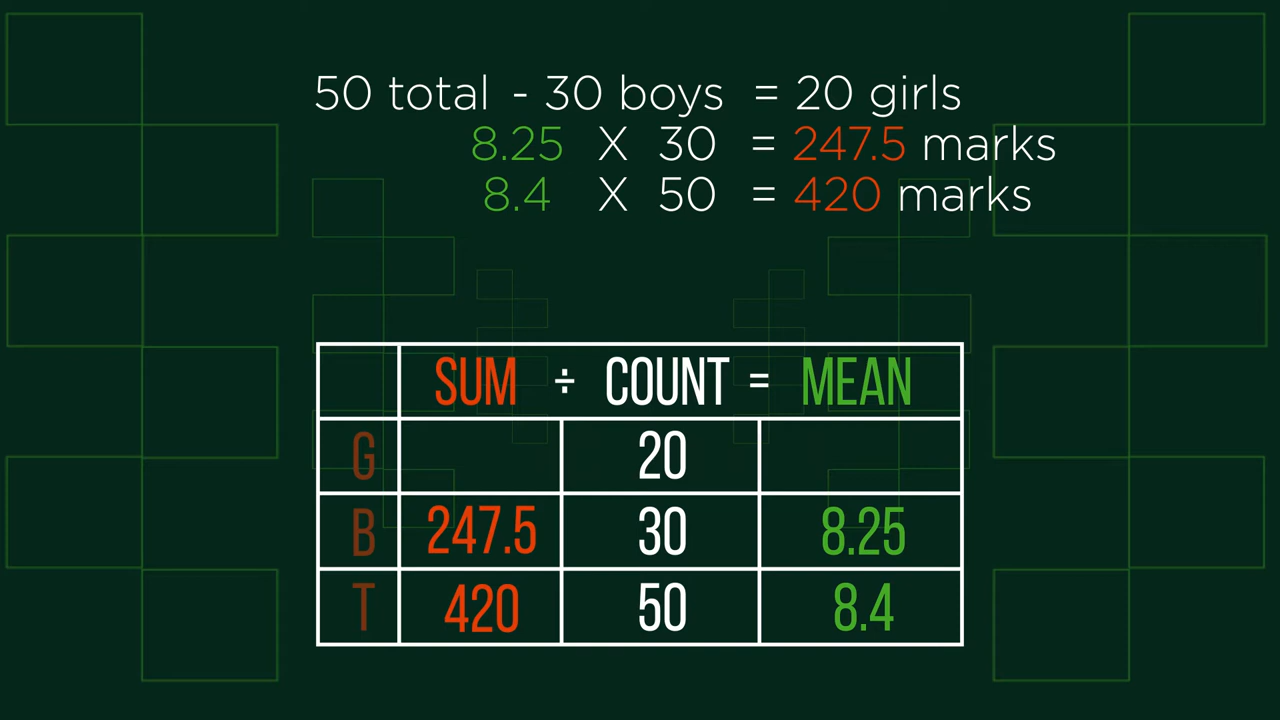 50 total - 30 boys = 20 girls
8.25 X 30 = 247.5 marks
8.4 X 50 = 420 marks
SUM ÷ COUNT = MEAN
G 20
B 247.5 30 8.25
T 420 50 8.4